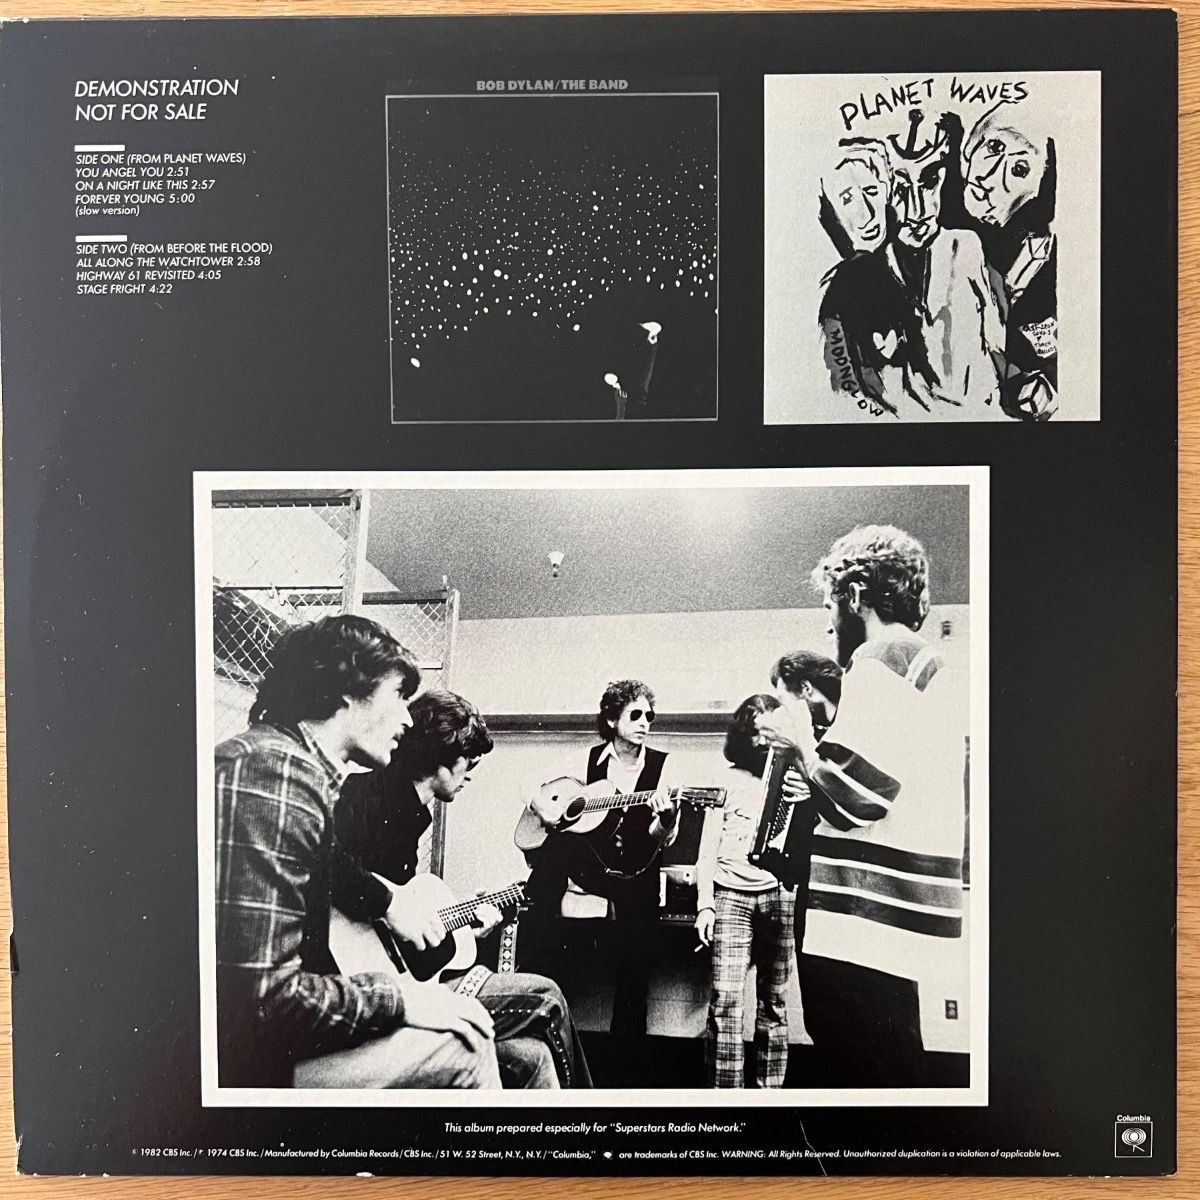 DEMONSTRATION
NOT FOR SALE
SIDE ONE (FROM PLANET WAVES)
YOU ANGEL YOU 2:51
ON A NIGHT LIKE THIS 2:57
FOREVER YOUNG 5:00
(slow version)
SIDE TWO (FROM BEFORE THE FLOOD)
ALL ALONG THE WATCHTOWER 2:58
HIGHWAY 61 REVISITED 4:05
STAGE FRIGHT 4:22
BOB DYLAN/THE BAND
PLANET WAVES
MOONGLOW
CAST-IRON
SONGS &
TORCH
BALLADS
This album prepared especially for "Superstars Radio Network."
© 1982 CBS Inc./℗ 1974 CBS Inc./Manufactured by Columbia Records/CBS Inc./51 W. 52 Street, N.Y., N.Y./"Columbia," are trademarks of CBS Inc. WARNING: All Rights Reserved. Unauthorized duplication is a violation of applicable laws.
Columbia